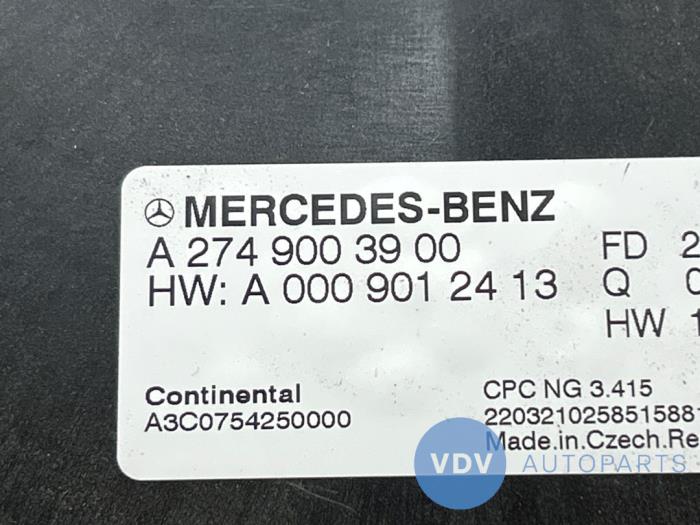 MERCEDES-BENZ
A 274 900 39 00 FD 2
HW: A 000 901 24 13 Q
HW 1
Continental CPC NG 3.415
A3C0754250000 220321025851588
Made.in.Czech.Re
VDV AUTOPARTS